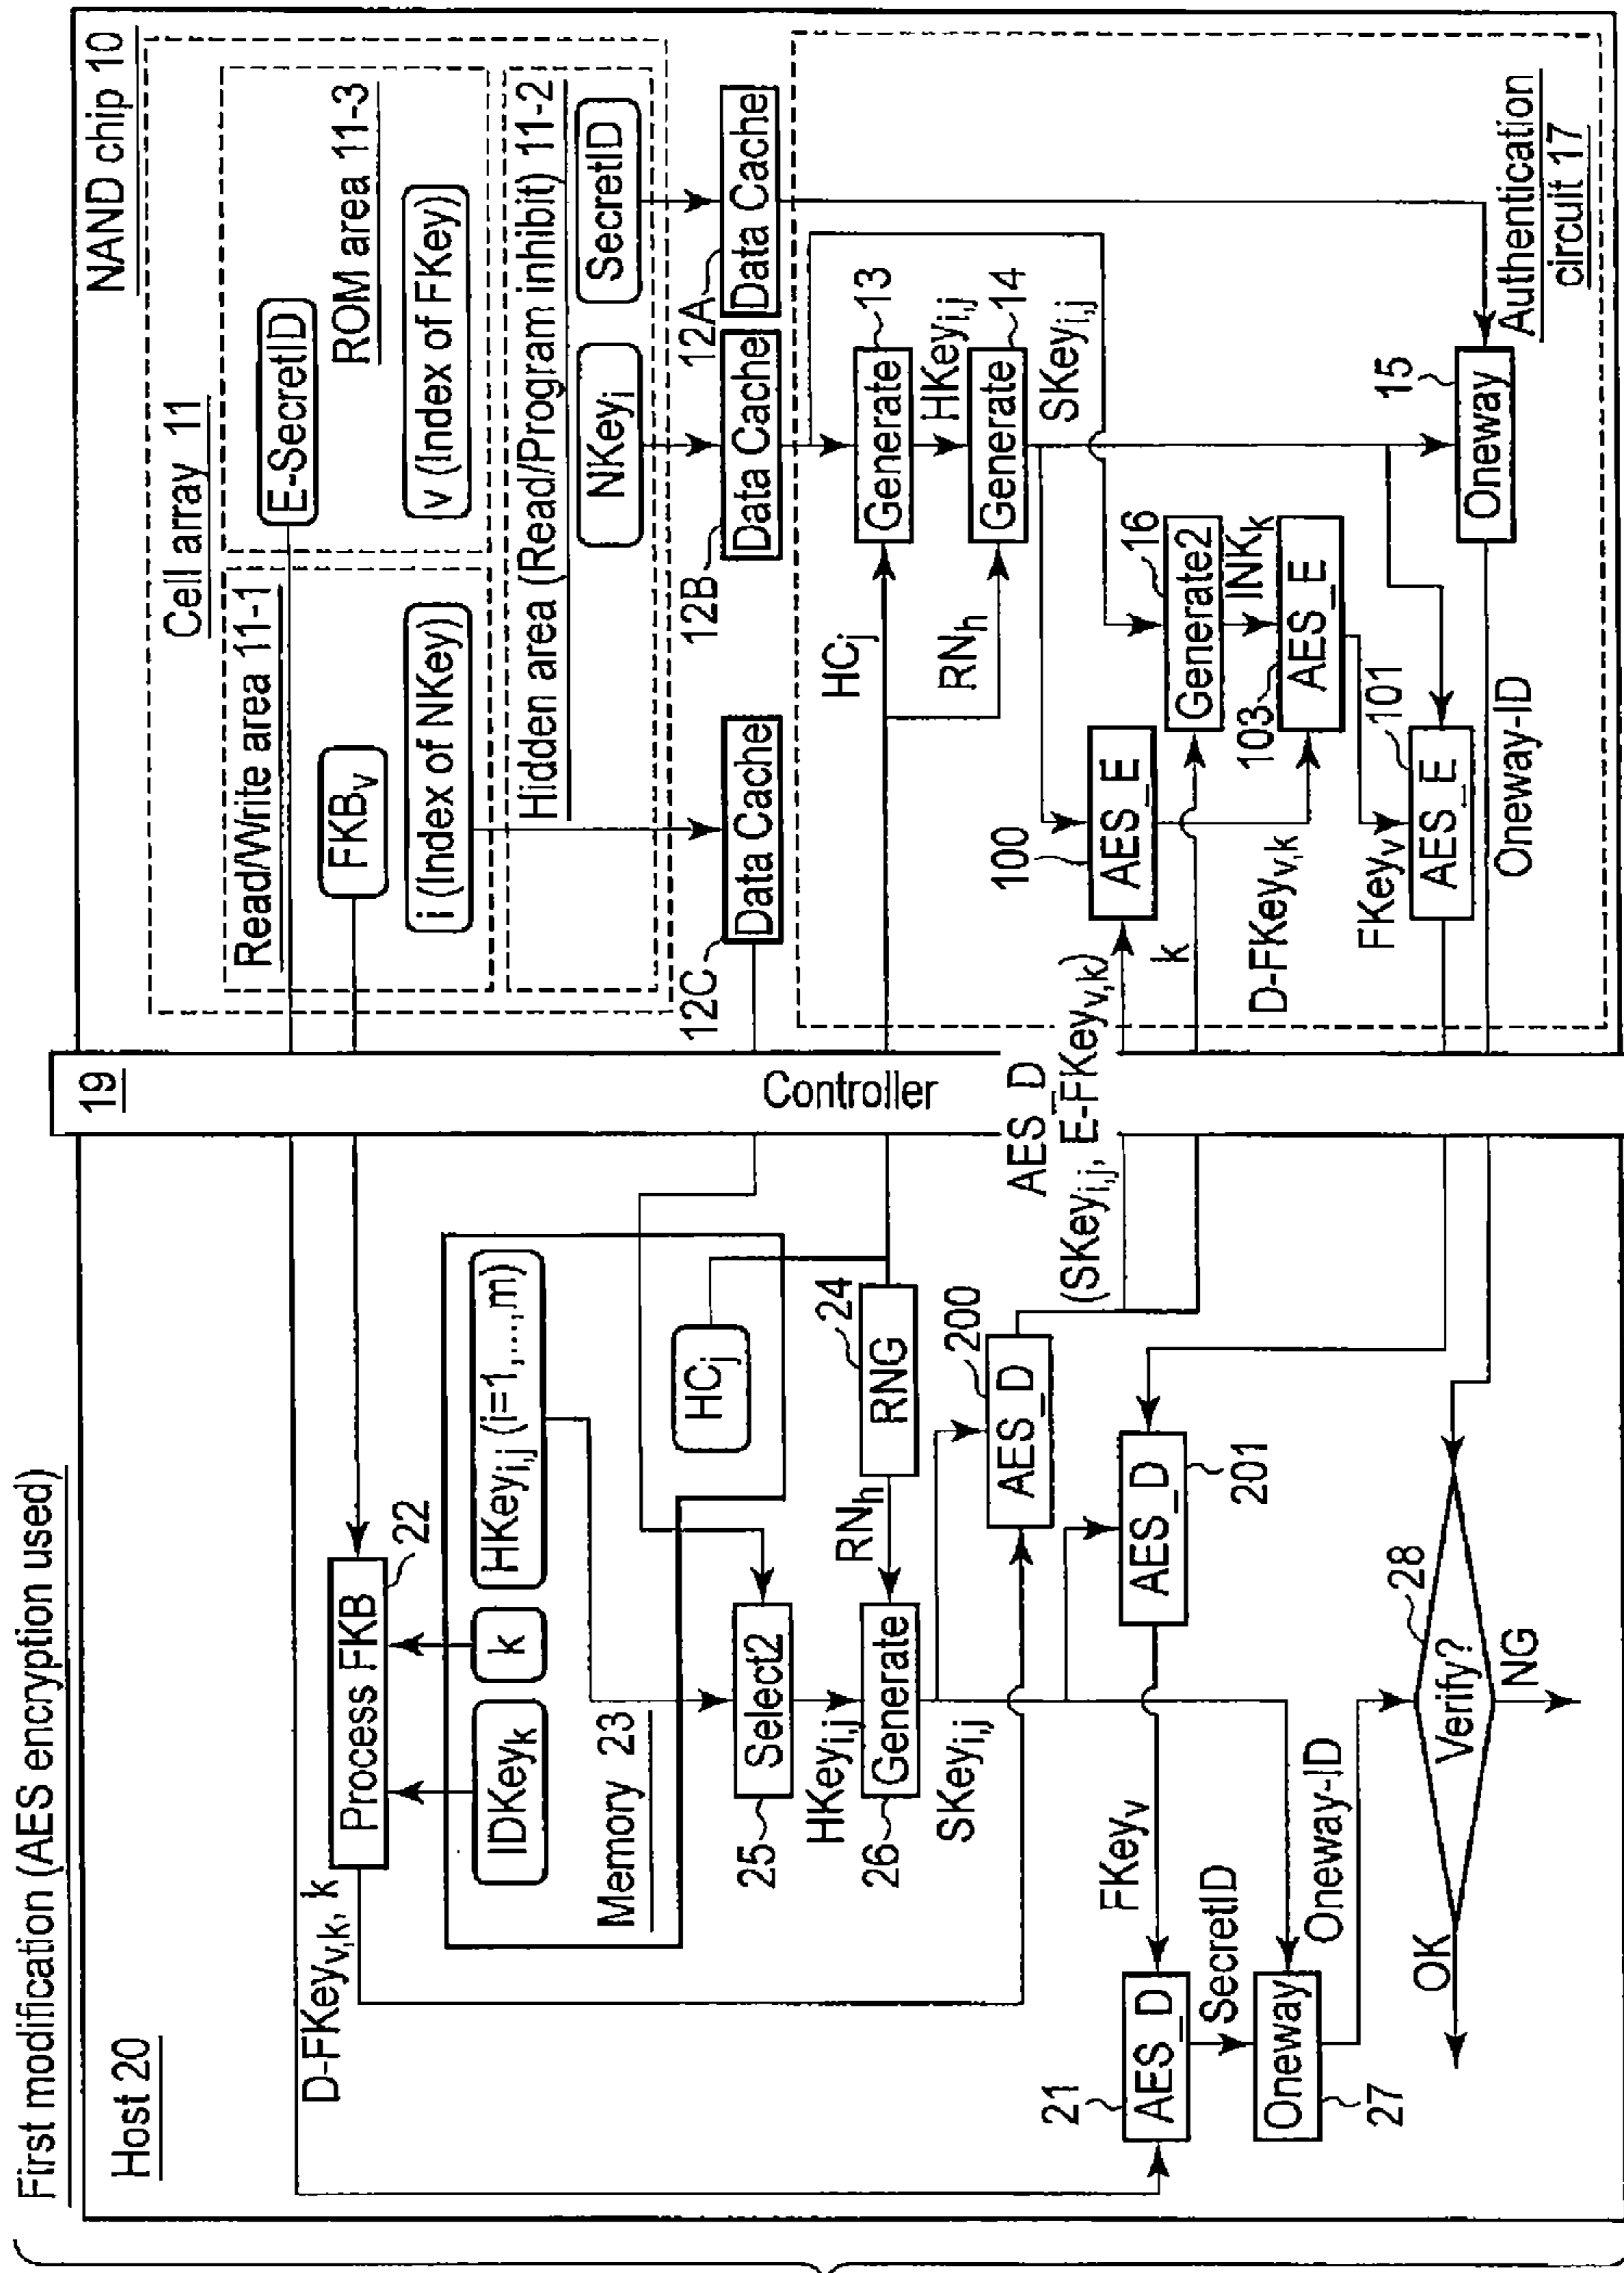 First modification (AES encryption used)
Host 20
NAND chip 10
19
Controller
D-FKeyv,k, k
Process FKB
22
IDKeyk
k
HKeyi,j (i=1,...,m)
Memory 23
HCj
24
RNG
25
Select2
HKeyi,j
RNh
26
Generate
SKeyi,j
200
AES_D
AES_D
(SKeyi,j, E-FKeyv,k)
AES_D
201
FKeyv
21
AES_D
SecretID
Oneway
27
Oneway-ID
28
Verify?
OK
NG
Cell array 11
Read/Write area 11-1
FKBv
i (Index of NKey)
E-SecretID
ROM area 11-3
v (Index of FKey)
Hidden area (Read/Program inhibit) 11-2
NKeyi
SecretID
12C
Data Cache
12B
Data Cache
12A
Data Cache
HCj
Generate
13
HKeyi,j
RNh
Generate
14
SKeyi,j
100
AES_E
k
Generate2
16
INKk
D-FKeyv,k
103
AES_E
FKeyv
AES_E
101
15
Oneway
Oneway-ID
Authentication
circuit 17